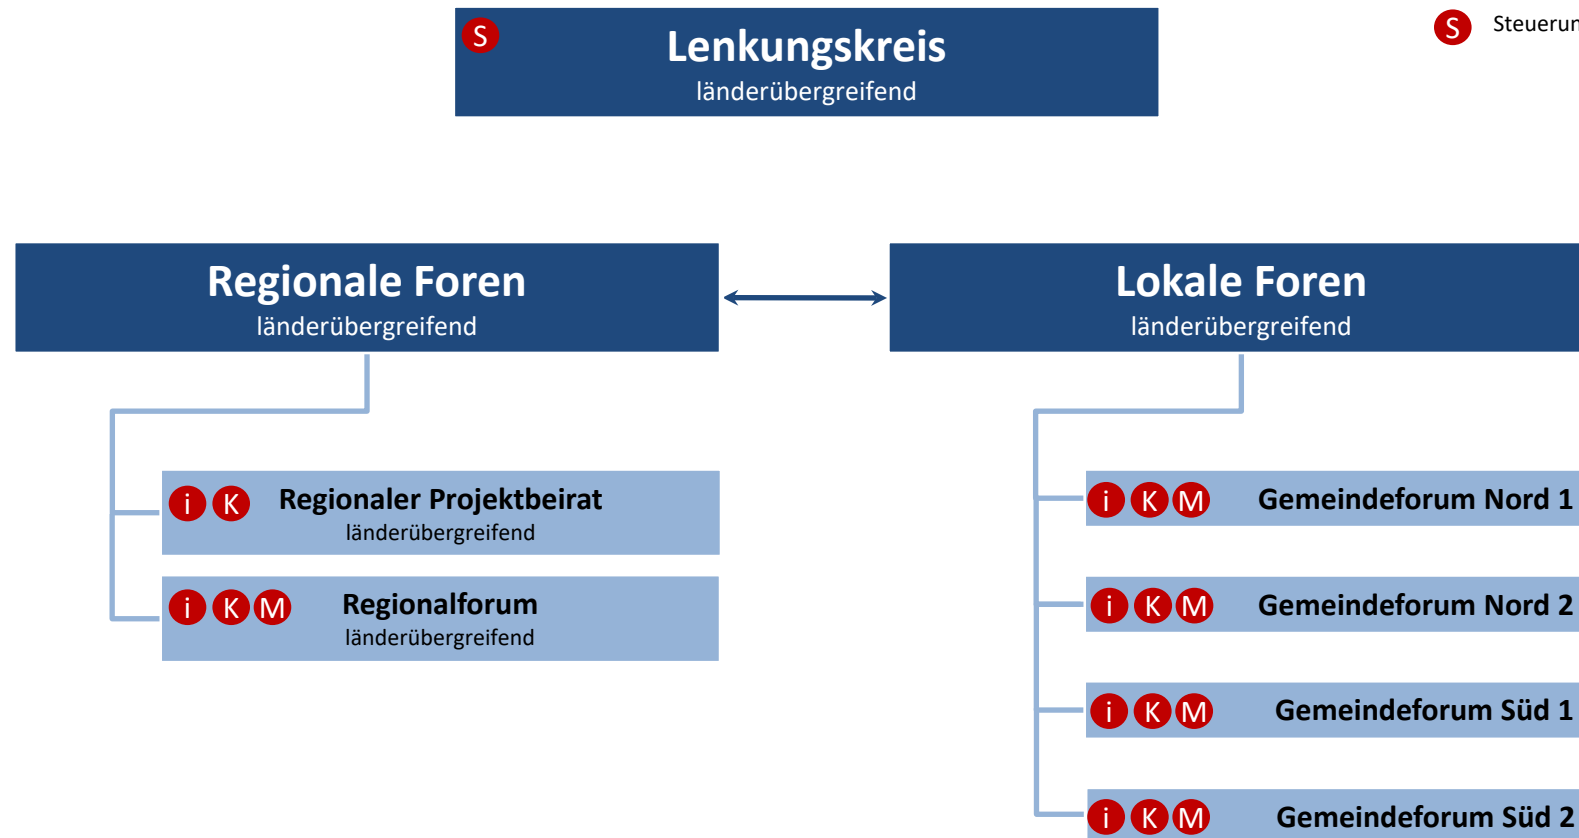 S
Lenkungskreis
länderübergreifend
S Steuerun
Regionale Foren
länderübergreifend
Lokale Foren
länderübergreifend
i K Regionaler Projektbeirat
länderübergreifend
i K M Regionalforum
länderübergreifend
i K M Gemeindeforum Nord 1
i K M Gemeindeforum Nord 2
i K M Gemeindeforum Süd 1
i K M Gemeindeforum Süd 2